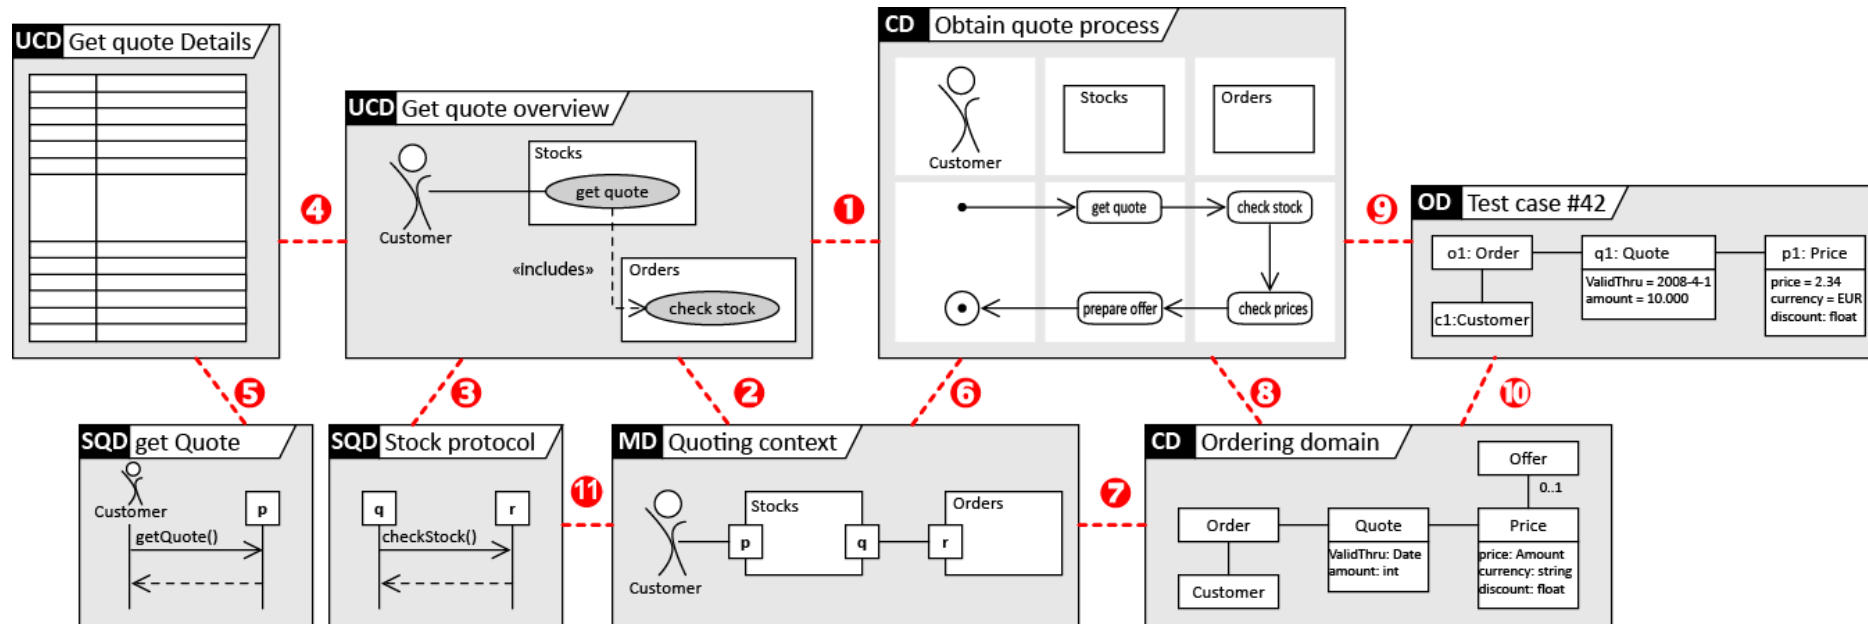 UCD Get quote Details
UCD Get quote overview
Stocks
get quote
Customer
«includes»
Orders
check stock
CD Obtain quote process
Customer
Stocks
Orders
get quote
check stock
prepare offer
check prices
OD Test case #42
o1: Order
q1: Quote
p1: Price
ValidThru = 2008-4-1
amount = 10.000
price = 2.34
currency = EUR
discount: float
c1:Customer
4
1
9
5
3
2
6
8
10
SQD get Quote
Customer
p
getQuote()
SQD Stock protocol
q
r
checkStock()
11
MD Quoting context
Customer
Stocks
p
q
Orders
r
7
CD Ordering domain
Offer
0..1
Order
Quote
Price
ValidThru: Date
amount: int
price: Amount
currency: string
discount: float
Customer